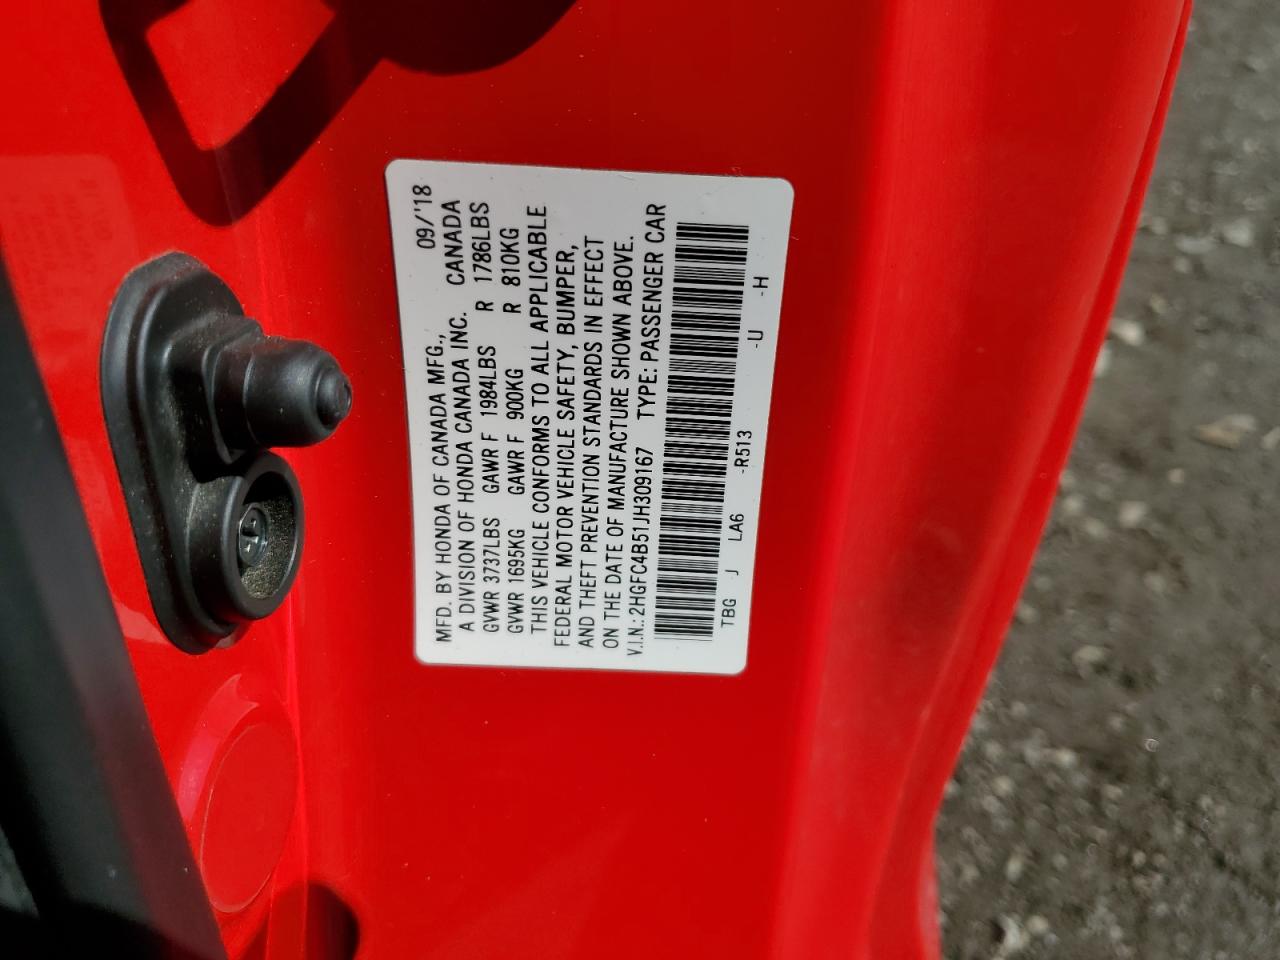 MFD. BY HONDA OF CANADA MFG., 09/'18
A DIVISION OF HONDA CANADA INC. CANADA
GVWR 3737LBS GAWR F 1984LBS R 1786LBS
GVWR 1695KG GAWR F 900KG R 810KG
THIS VEHICLE CONFORMS TO ALL APPLICABLE
FEDERAL MOTOR VEHICLE SAFETY, BUMPER,
AND THEFT PREVENTION STANDARDS IN EFFECT
ON THE DATE OF MANUFACTURE SHOWN ABOVE.
V.I.N.: 2HGFC4B51JH309167 TYPE: PASSENGER CAR
TBG J LA6 -R513 -U -H